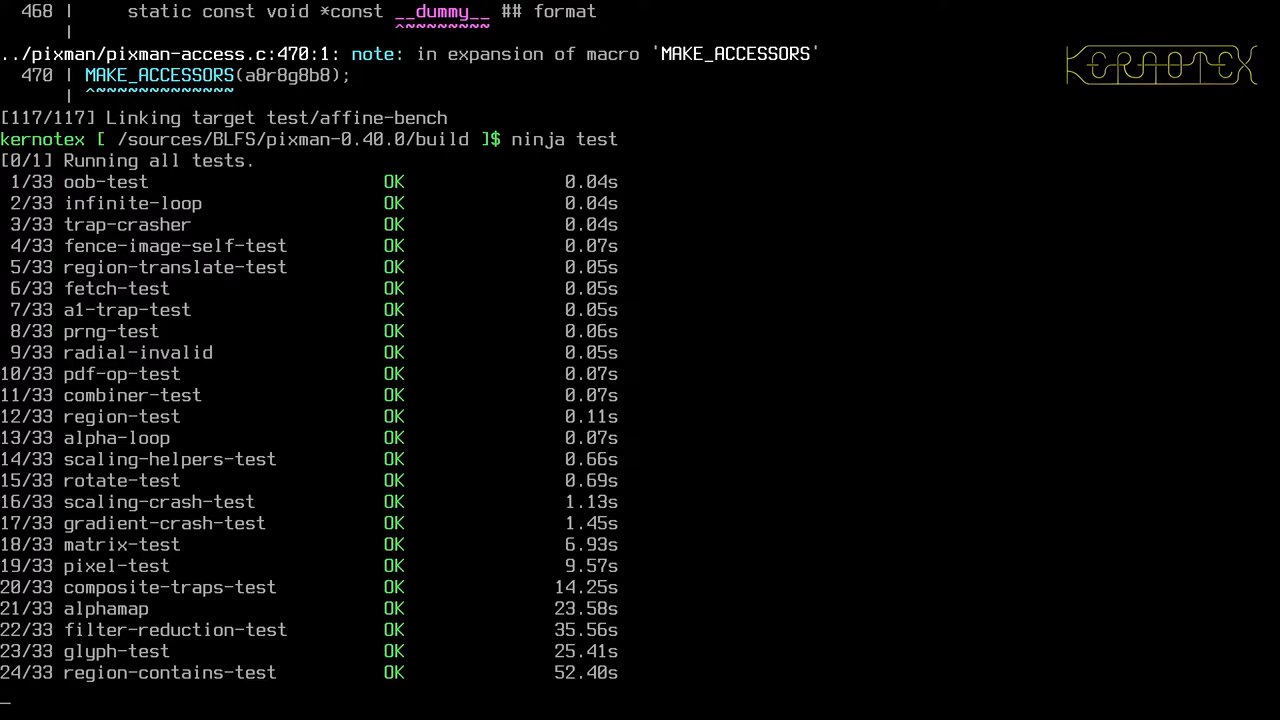 468 |     static const void *const __dummy__ ## format
|                              ^~~~~~~~~
../pixman/pixman-access.c:470:1: note: in expansion of macro 'MAKE_ACCESSORS'
470 | MAKE_ACCESSORS(a8r8g8b8);
| ^~~~~~~~~~~~~~
KERNOTEX
[117/117] Linking target test/affine-bench
kernotex [ /sources/BLFS/pixman-0.40.0/build ]$ ninja test
[0/1] Running all tests.
1/33 oob-test                         OK               0.04s
2/33 infinite-loop                    OK               0.04s
3/33 trap-crasher                     OK               0.04s
4/33 fence-image-self-test            OK               0.07s
5/33 region-translate-test            OK               0.05s
6/33 fetch-test                       OK               0.05s
7/33 a1-trap-test                     OK               0.05s
8/33 prng-test                        OK               0.06s
9/33 radial-invalid                   OK               0.05s
10/33 pdf-op-test                     OK               0.07s
11/33 combiner-test                   OK               0.07s
12/33 region-test                     OK               0.11s
13/33 alpha-loop                      OK               0.07s
14/33 scaling-helpers-test            OK               0.66s
15/33 rotate-test                     OK               0.69s
16/33 scaling-crash-test              OK               1.13s
17/33 gradient-crash-test             OK               1.45s
18/33 matrix-test                     OK               6.93s
19/33 pixel-test                      OK               9.57s
20/33 composite-traps-test            OK              14.25s
21/33 alphamap                        OK              23.58s
22/33 filter-reduction-test           OK              35.56s
23/33 glyph-test                      OK              25.41s
24/33 region-contains-test            OK              52.40s